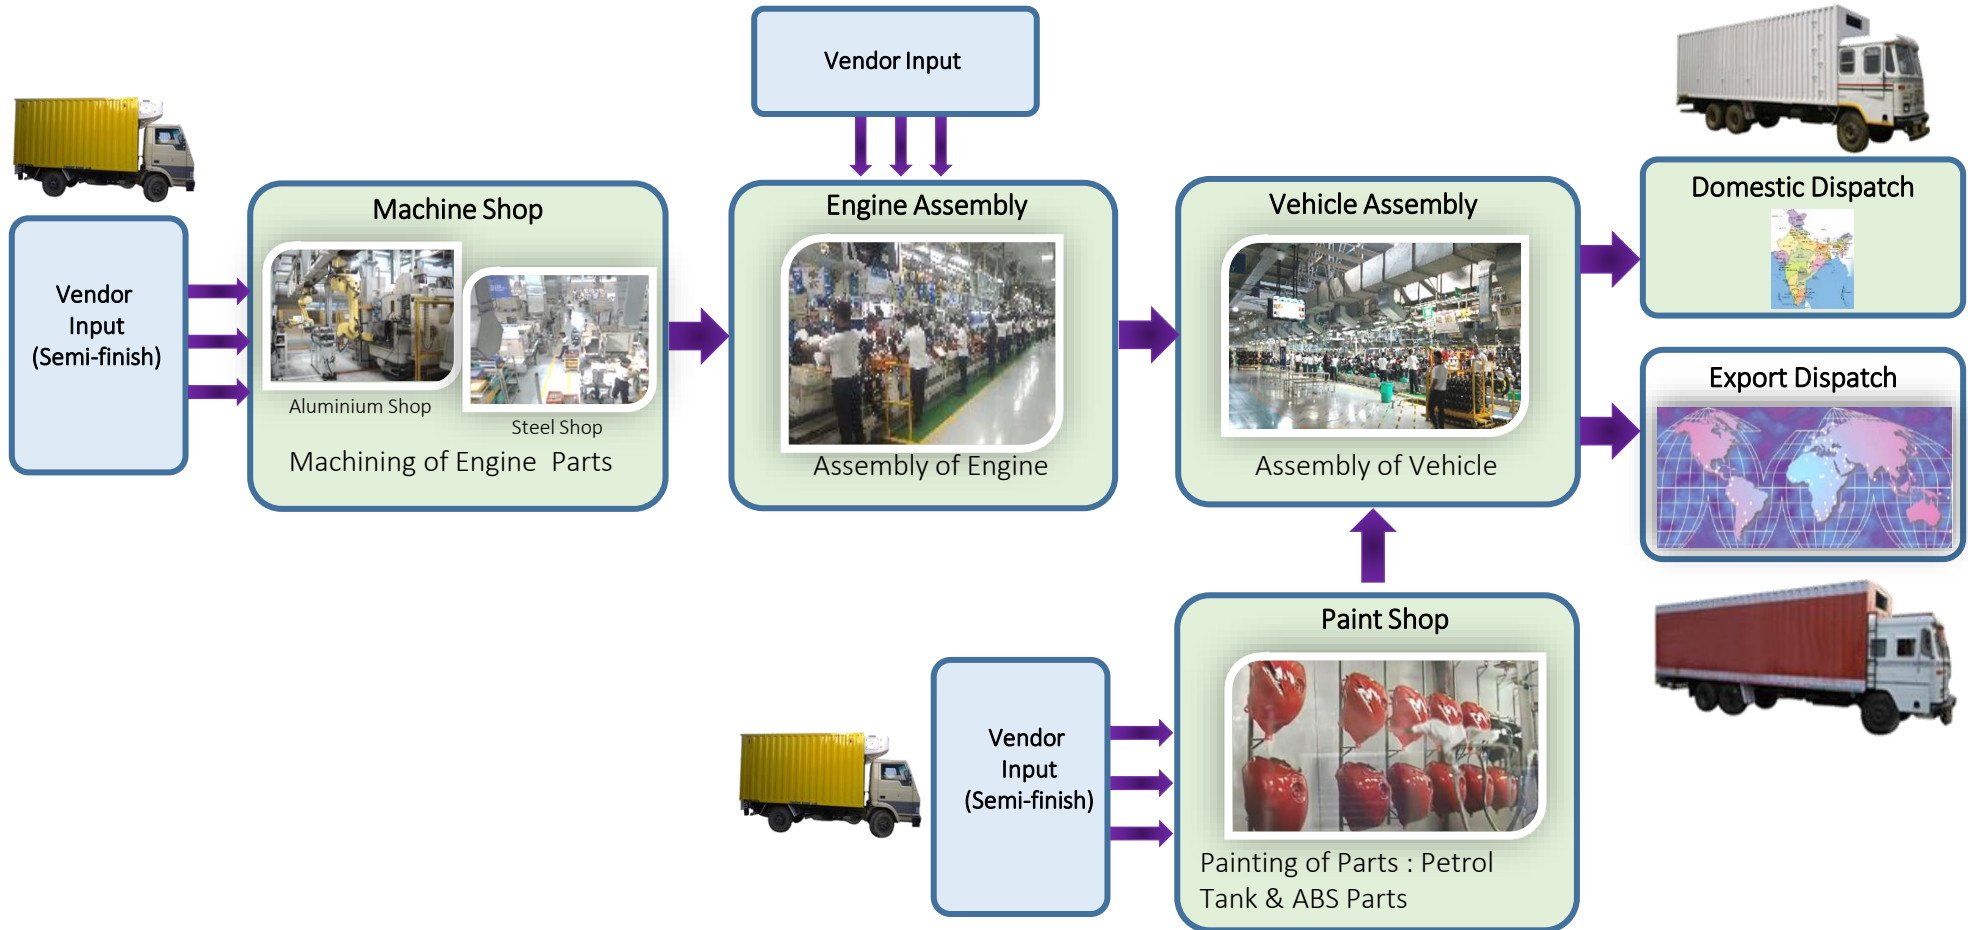 Vendor Input
Domestic Dispatch
Machine Shop
Engine Assembly
Vehicle Assembly
Vendor
Input
(Semi-finish)
Export Dispatch
Aluminium Shop
Steel Shop
Machining of Engine  Parts
Assembly of Engine
Assembly of Vehicle
Paint Shop
Vendor
Input
(Semi-finish)
Painting of Parts : Petrol
Tank & ABS Parts